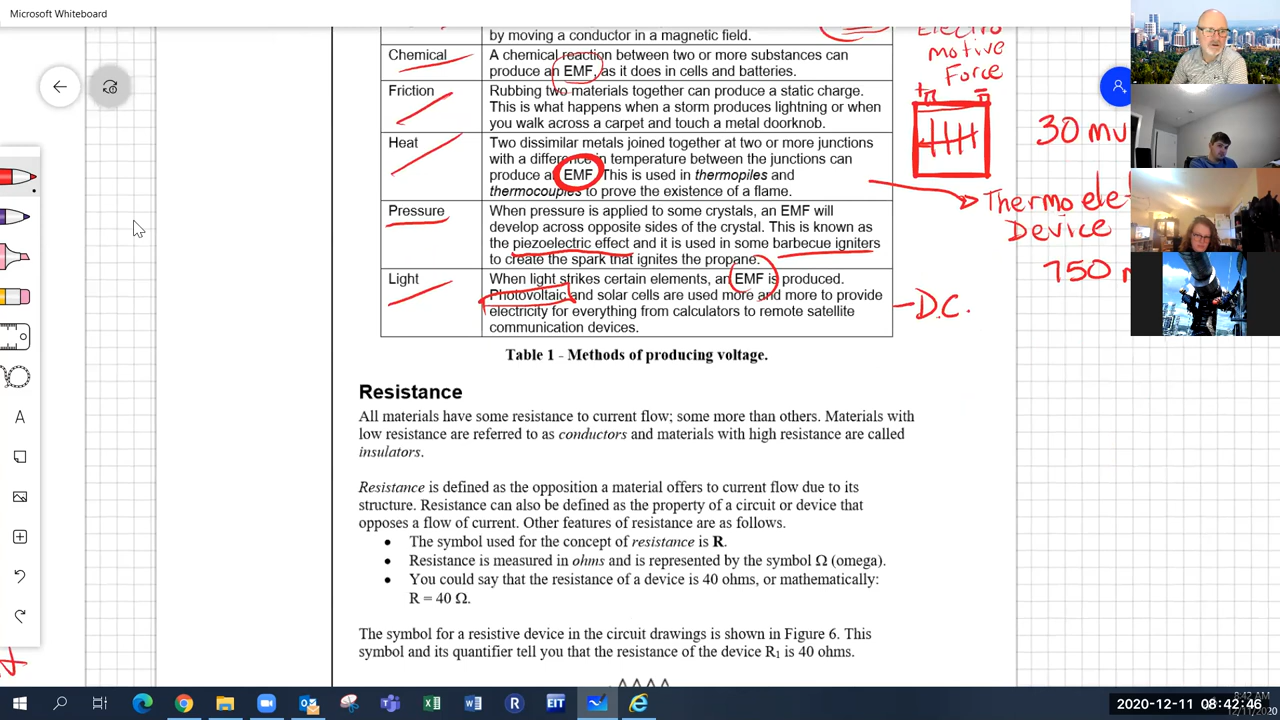 Microsoft Whiteboard
by moving a conductor in a magnetic field.
Chemical
A chemical reaction between two or more substances can
produce an EMF, as it does in cells and batteries.
Friction
Rubbing two materials together can produce a static charge.
This is what happens when a storm produces lightning or when
you walk across a carpet and touch a metal doorknob.
Heat
Two dissimilar metals joined together at two or more junctions
with a difference in temperature between the junctions can
produce an EMF. This is used in thermopiles and
thermocouples to prove the existence of a flame.
Pressure
When pressure is applied to some crystals, an EMF will
develop across opposite sides of the crystal. This is known as
the piezoelectric effect and it is used in some barbecue igniters
to create the spark that ignites the propane.
Light
When light strikes certain elements, an EMF is produced.
Photovoltaic and solar cells are used more and more to provide
electricity for everything from calculators to remote satellite
communication devices.
Electro
motive
Force
+
30 mv
Thermo ele
Device
750
D.C.
Table 1 - Methods of producing voltage.
Resistance
All materials have some resistance to current flow; some more than others. Materials with
low resistance are referred to as conductors and materials with high resistance are called
insulators.
Resistance is defined as the opposition a material offers to current flow due to its
structure. Resistance can also be defined as the property of a circuit or device that
opposes a flow of current. Other features of resistance are as follows.
• The symbol used for the concept of resistance is R.
• Resistance is measured in ohms and is represented by the symbol Ω (omega).
• You could say that the resistance of a device is 40 ohms, or mathematically:
R = 40 Ω.
The symbol for a resistive device in the circuit drawings is shown in Figure 6. This
symbol and its quantifier tell you that the resistance of the device R₁ is 40 ohms.
A
R
EIT
2020-12-11 08:42:46